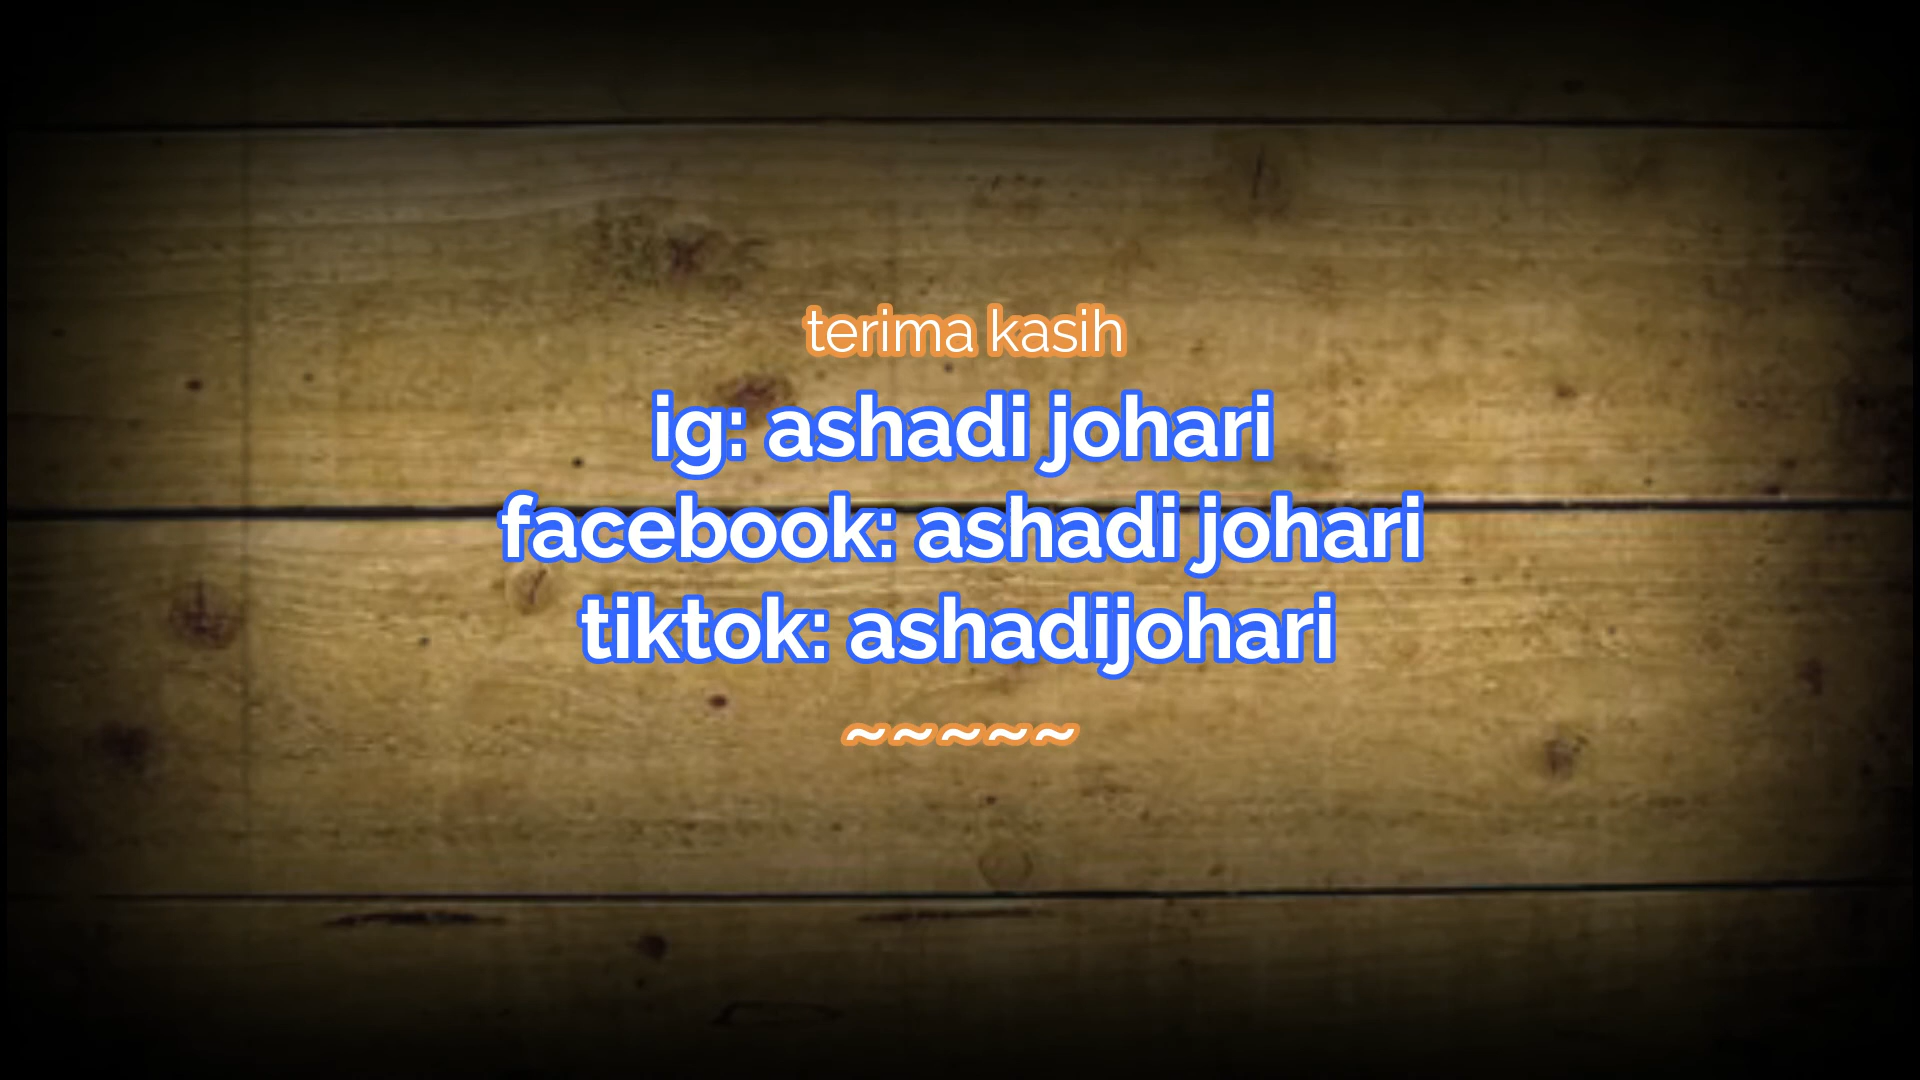 terima kasih
ig: ashadi johari
facebook: ashadi johari
tiktok: ashadijohari
~~~~~